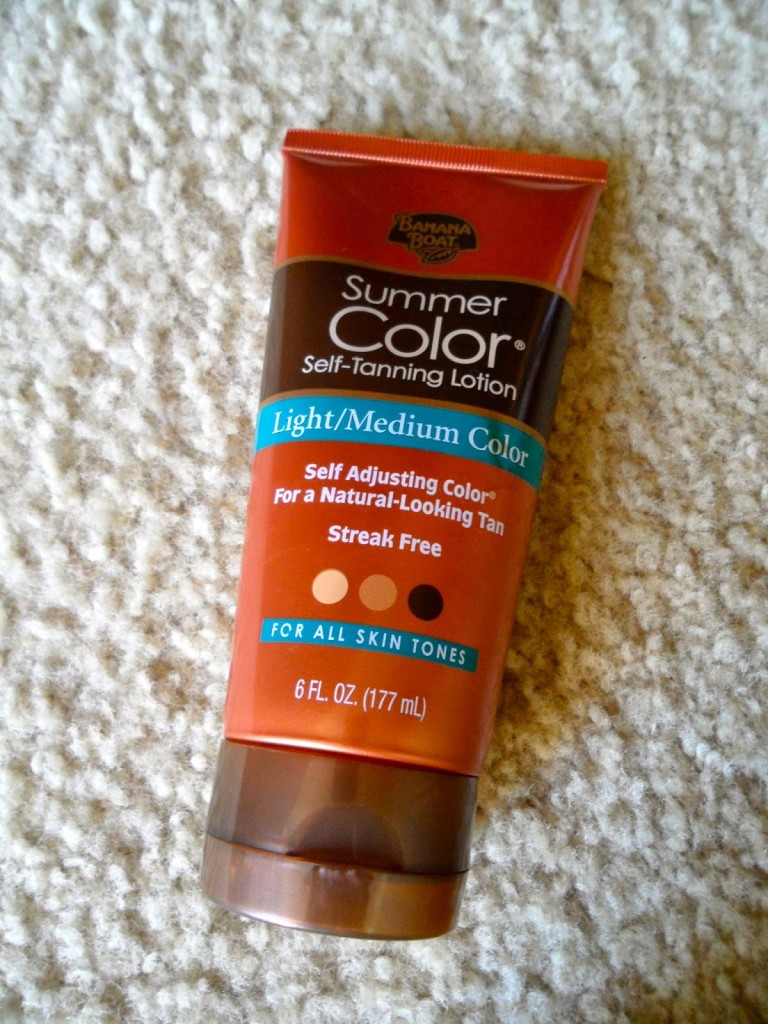 BANANA
BOAT
Summer
Color®
Self-Tanning Lotion
Light/Medium Color
Self Adjusting Color®
For a Natural-Looking Tan
Streak Free
FOR ALL SKIN TONES
6 FL. OZ. (177 mL)